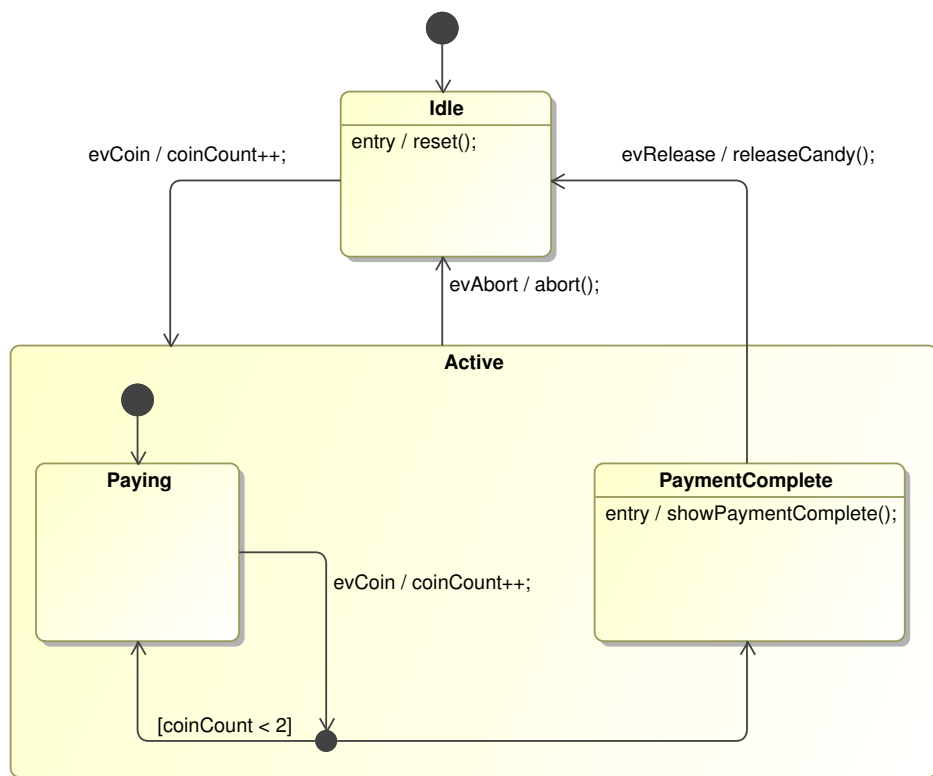 Idle
entry / reset();
evCoin / coinCount++;
evRelease / releaseCandy();
evAbort / abort();
Active
Paying
PaymentComplete
entry / showPaymentComplete();
evCoin / coinCount++;
[coinCount < 2]